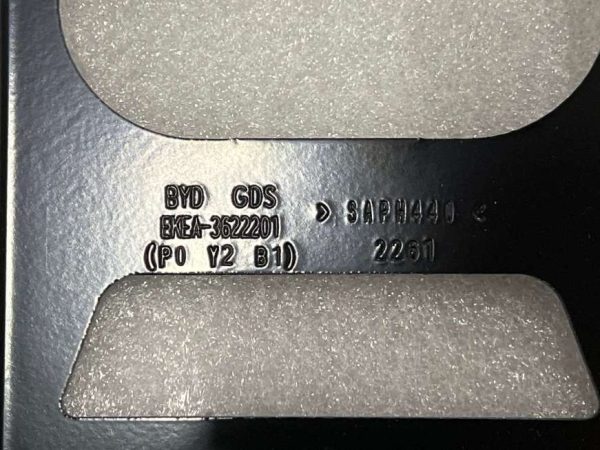 BYD GDS
EKEA-3622201
(P0 Y2 B1)
> SAPH440 <
2261